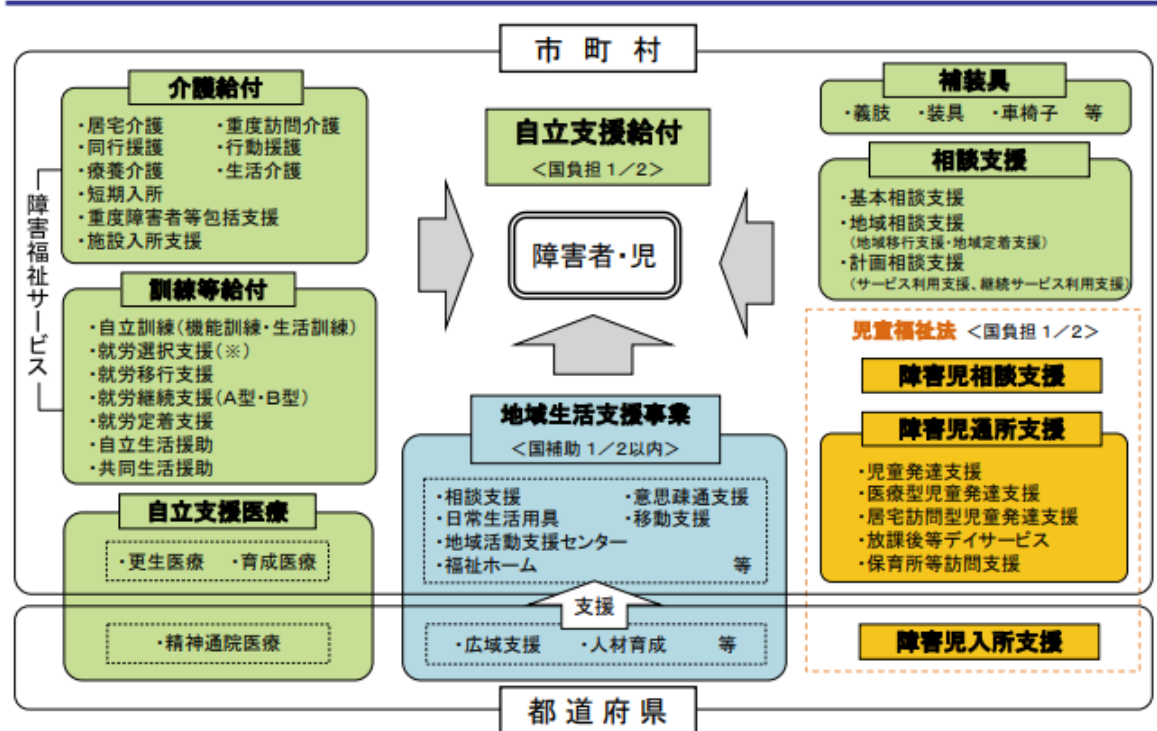 市町村
介護給付
・居宅介護 ・重度訪問介護
・同行援護 ・行動援護
・療養介護 ・生活介護
・短期入所
・重度障害者等包括支援
・施設入所支援
障害福祉サービス
訓練等給付
・自立訓練(機能訓練・生活訓練)
・就労選択支援(※)
・就労移行支援
・就労継続支援(A型・B型)
・就労定着支援
・自立生活援助
・共同生活援助
自立支援医療
・更生医療 ・育成医療
・精神通院医療
自立支援給付
<国負担1/2>
障害者・児
地域生活支援事業
<国補助1/2以内>
・相談支援 ・意思疎通支援
・日常生活用具 ・移動支援
・地域活動支援センター
・福祉ホーム 等
支援
・広域支援 ・人材育成 等
補装具
・義肢 ・装具 ・車椅子 等
相談支援
・基本相談支援
・地域相談支援
(地域移行支援・地域定着支援)
・計画相談支援
(サービス利用支援、継続サービス利用支援)
児童福祉法 <国負担1/2>
障害児相談支援
障害児通所支援
・児童発達支援
・医療型児童発達支援
・居宅訪問型児童発達支援
・放課後等デイサービス
・保育所等訪問支援
障害児入所支援
都道府県